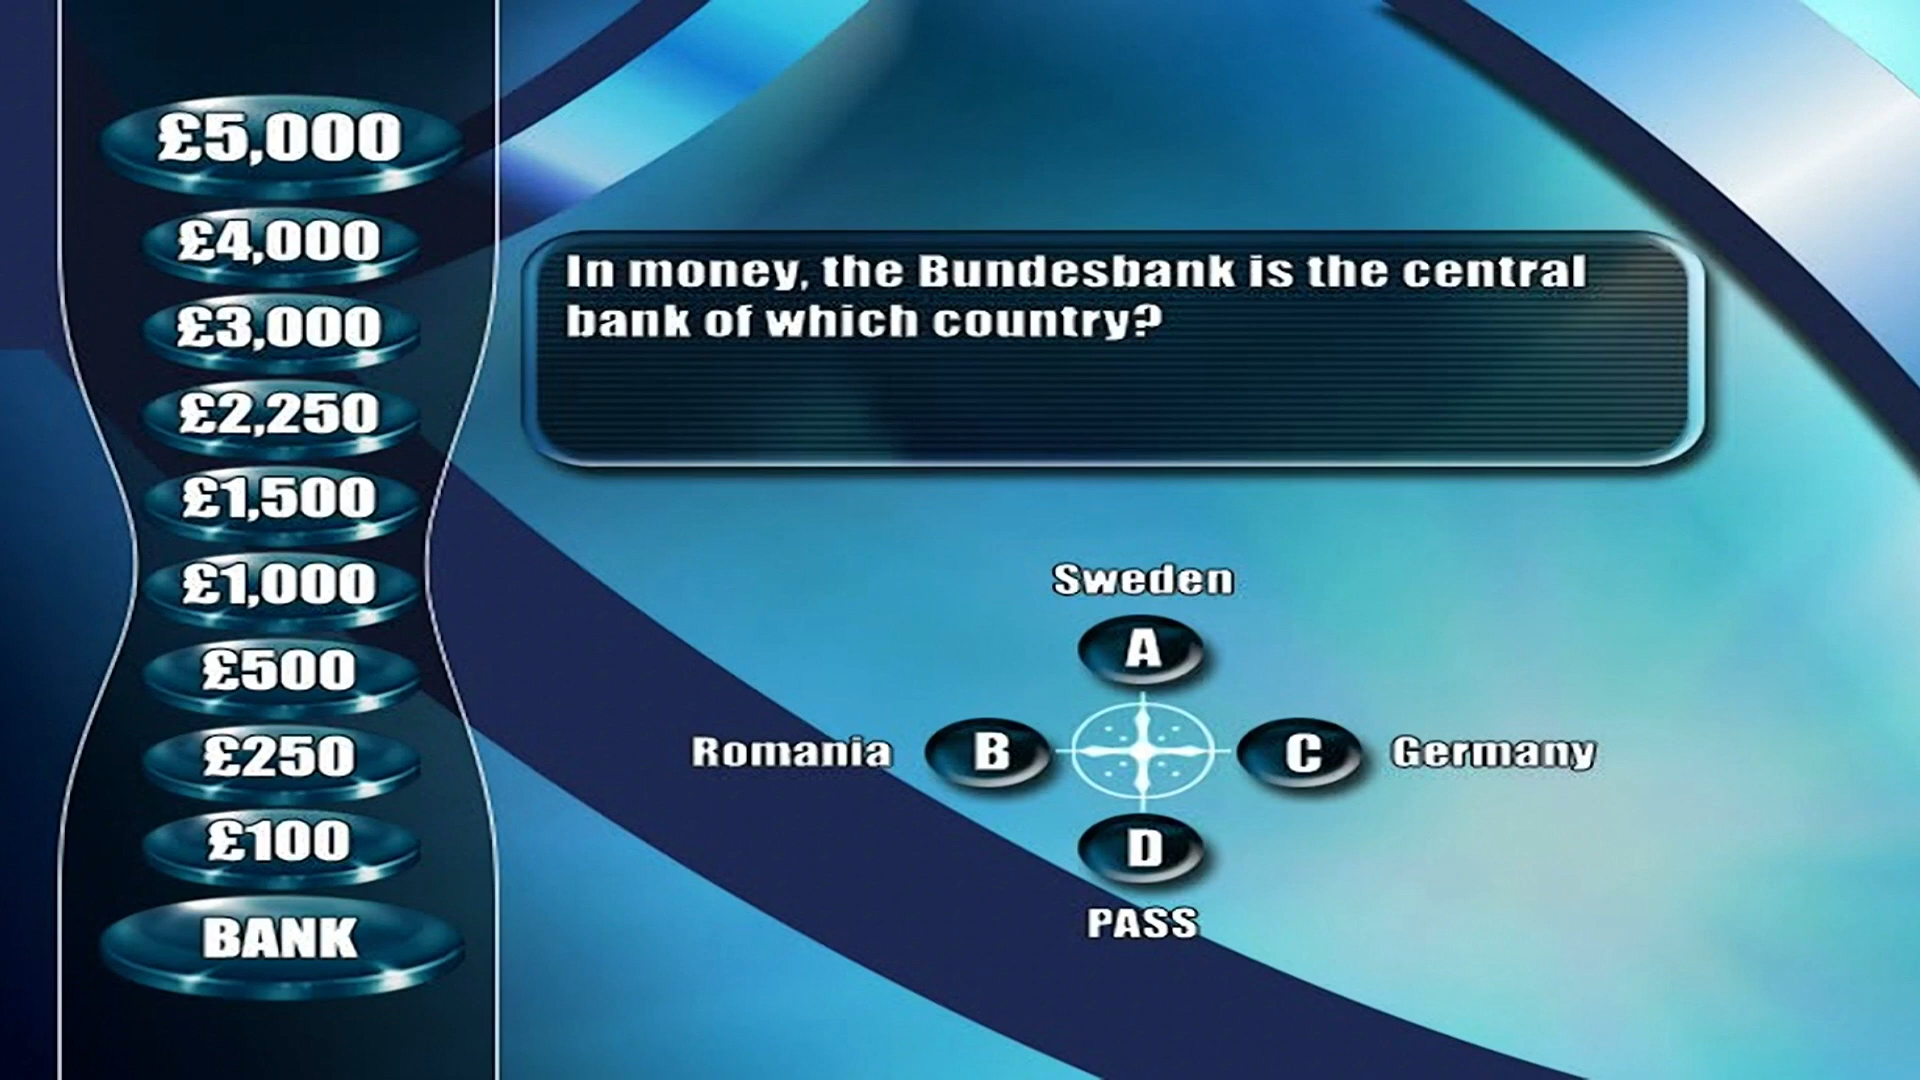 £5,000
£4,000
£3,000
£2,250
£1,500
£1,000
£500
£250
£100
BANK
In money, the Bundesbank is the central
bank of which country?
Sweden
A
Romania B C Germany
D
PASS